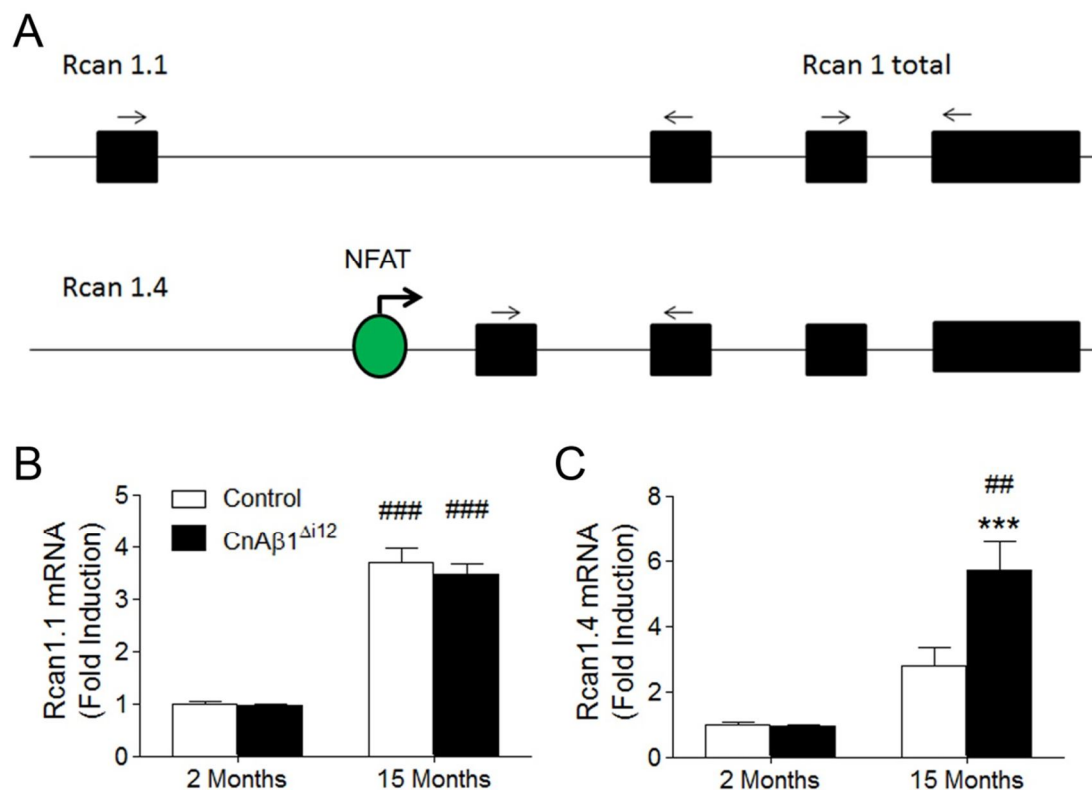 A
Rcan 1.1
Rcan 1 total
NFAT
Rcan 1.4
B
Rcan1.1 mRNA
(Fold Induction)
5
4
3
2
1
0
Control
CnAβ1^Δi12
### ###
2 Months
15 Months
C
Rcan1.4 mRNA
(Fold Induction)
8
6
4
2
0
##
***
2 Months
15 Months